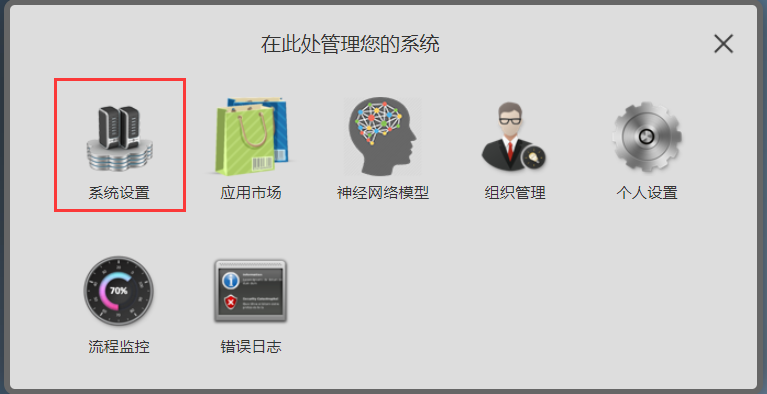 在此处管理您的系统
系统设置
应用市场
神经网络模型
组织管理
个人设置
70%
流程监控
错误日志